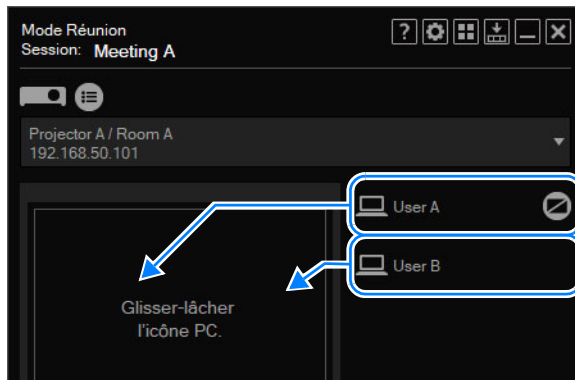 Mode Réunion
Session: Meeting A
?
Projector A / Room A
192.168.50.101
User A
User B
Glisser-lâcher
l'icône PC.